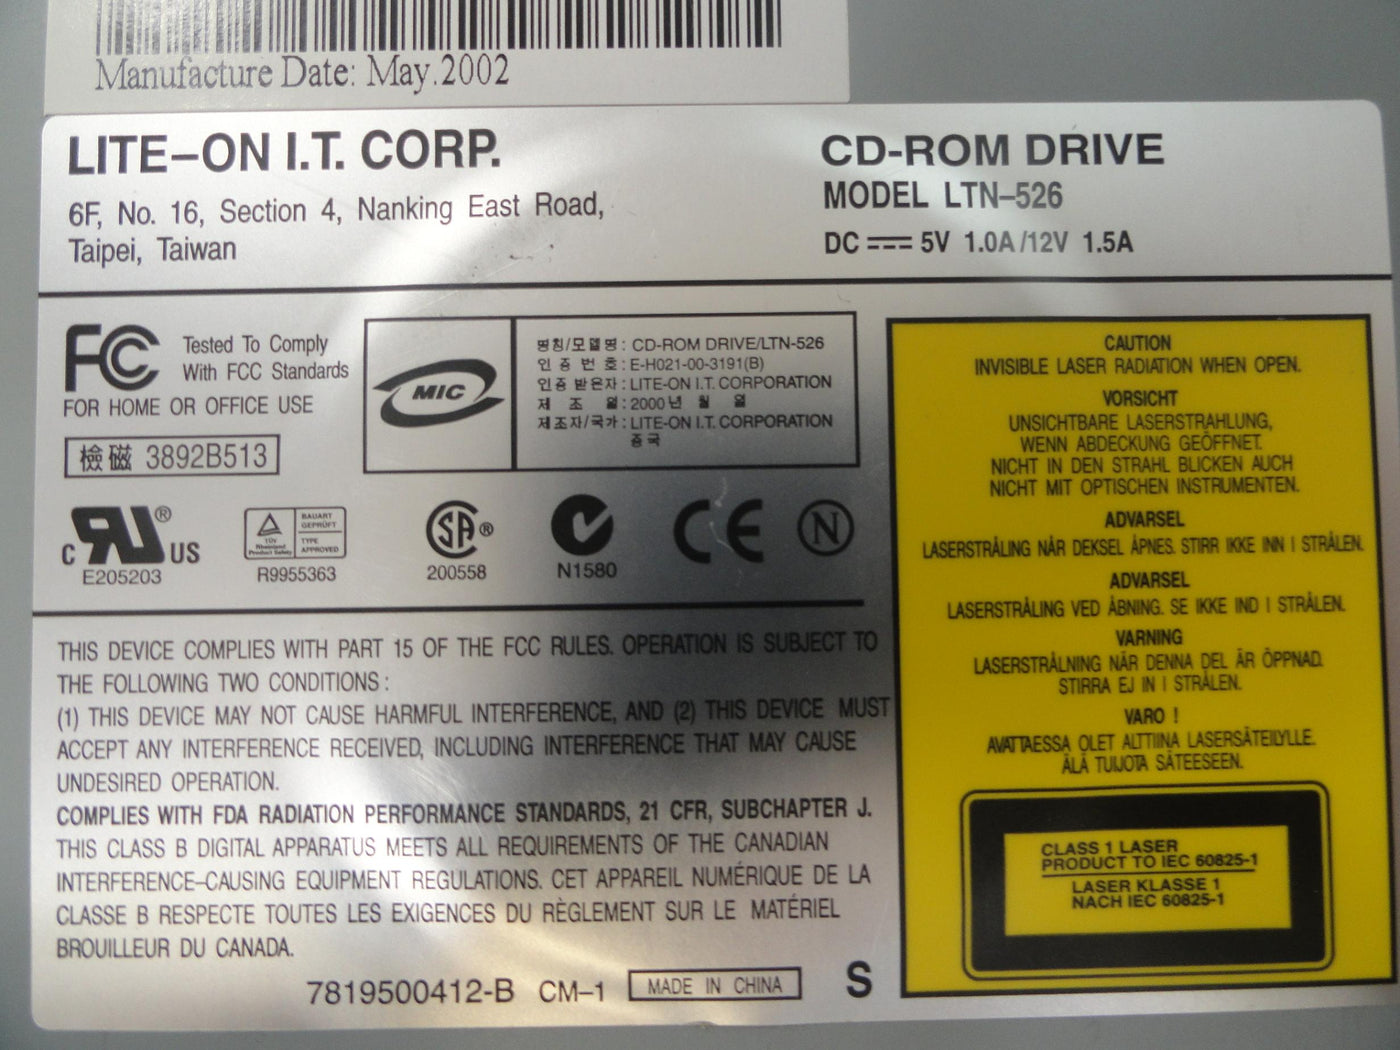 Manufacture Date: May.2002
LITE-ON I.T. CORP.
6F, No. 16, Section 4, Nanking East Road,
Taipei, Taiwan
CD-ROM DRIVE
MODEL LTN-526
DC 5V 1.0A/12V 1.5A
FC Tested To Comply
With FCC Standards
FOR HOME OR OFFICE USE
檢磁 3892B513
MIC
명칭/모델명 : CD-ROM DRIVE/LTN-526
인 증 번 호 : E-H021-00-3191(B)
인증 받은자 : LITE-ON I.T. CORPORATION
제 조 월 : 2000년 월 일
제조자/국가 : LITE-ON I.T. CORPORATION
중국
C RU ® US
E205203
TÜV
Rheinland
Product Safety
BAUART
GEPRÜFT
TYPE
APPROVED
R9955363
SA ®
200558
N1580
CE
N
THIS DEVICE COMPLIES WITH PART 15 OF THE FCC RULES. OPERATION IS SUBJECT TO
THE FOLLOWING TWO CONDITIONS :
(1) THIS DEVICE MAY NOT CAUSE HARMFUL INTERFERENCE, AND (2) THIS DEVICE MUST
ACCEPT ANY INTERFERENCE RECEIVED, INCLUDING INTERFERENCE THAT MAY CAUSE
UNDESIRED OPERATION.
COMPLIES WITH FDA RADIATION PERFORMANCE STANDARDS, 21 CFR, SUBCHAPTER J.
THIS CLASS B DIGITAL APPARATUS MEETS ALL REQUIREMENTS OF THE CANADIAN
INTERFERENCE-CAUSING EQUIPMENT REGULATIONS. CET APPAREIL NUMÉRIQUE DE LA
CLASSE B RESPECTE TOUTES LES EXIGENCES DU RÈGLEMENT SUR LE MATÉRIEL
BROUILLEUR DU CANADA.
7819500412-B CM-1 MADE IN CHINA S
CAUTION
INVISIBLE LASER RADIATION WHEN OPEN.
VORSICHT
UNSICHTBARE LASERSTRAHLUNG,
WENN ABDECKUNG GEÖFFNET.
NICHT IN DEN STRAHL BLICKEN AUCH
NICHT MIT OPTISCHEN INSTRUMENTEN.
ADVARSEL
LASERSTRÅLING NÅR DEKSEL ÅPNES. STIRR IKKE INN I STRÅLEN.
ADVARSEL
LASERSTRÅLING VED ÅBNING. SE IKKE IND I STRÅLEN.
VARNING
LASERSTRÅLNING NÄR DENNA DEL ÄR ÖPPNAD.
STIRRA EJ IN I STRÅLEN.
VARO !
AVATTAESSA OLET ALTTIINA LASERSÄTEILYLLE.
ÄLÄ TUIJOTA SÄTEESEEN.
CLASS 1 LASER
PRODUCT TO IEC 60825-1
LASER KLASSE 1
NACH IEC 60825-1